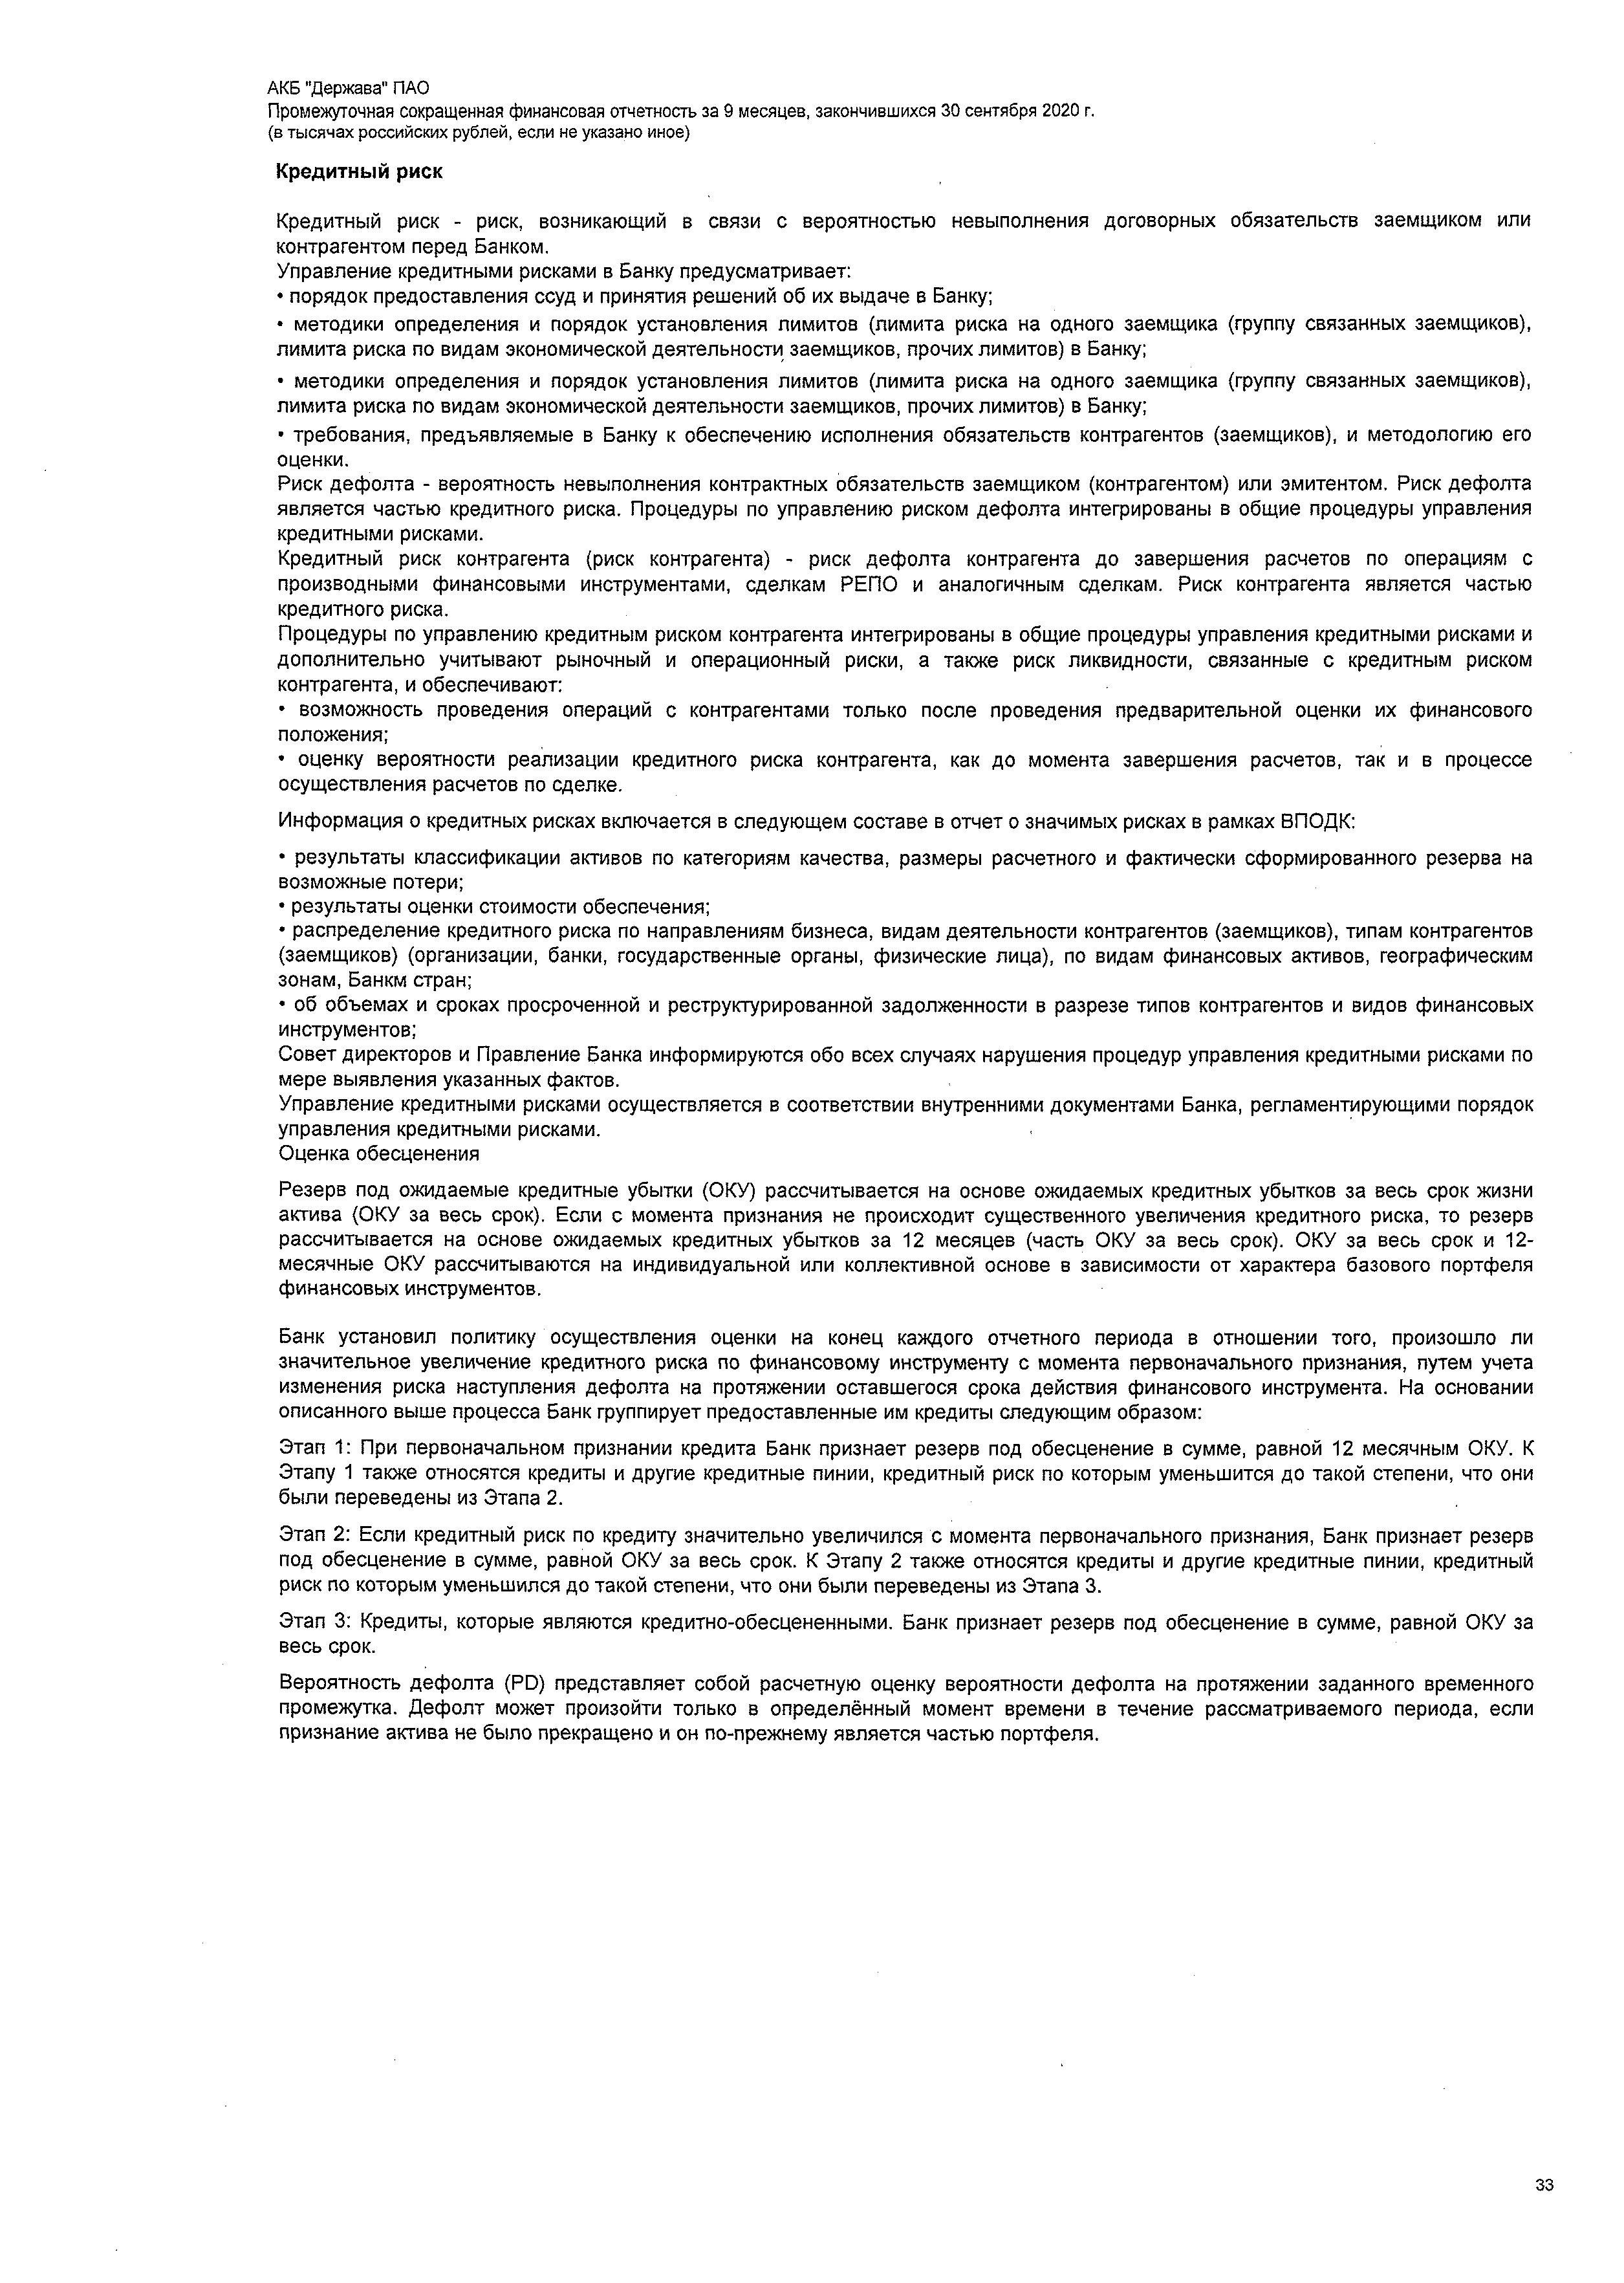 АКБ "Держава" ПАО
Промежуточная сокращенная финансовая отчетность за 9 месяцев, закончившихся 30 сентября 2020 г.
(в тысячах российских рублей, если не указано иное)
Кредитный риск
Кредитный риск - риск, возникающий в связи с вероятностью невыполнения договорных обязательств заемщиком или
контрагентом перед Банком.
Управление кредитными рисками в Банку предусматривает:
• порядок предоставления ссуд и принятия решений об их выдаче в Банку;
• методики определения и порядок установления лимитов (лимита риска на одного заемщика (группу связанных заемщиков),
лимита риска по видам экономической деятельности заемщиков, прочих лимитов) в Банку;
• методики определения и порядок установления лимитов (лимита риска на одного заемщика (группу связанных заемщиков),
лимита риска по видам экономической деятельности заемщиков, прочих лимитов) в Банку;
• требования, предъявляемые в Банку к обеспечению исполнения обязательств контрагентов (заемщиков), и методологию его
оценки.
Риск дефолта - вероятность невыполнения контрактных обязательств заемщиком (контрагентом) или эмитентом. Риск дефолта
является частью кредитного риска. Процедуры по управлению риском дефолта интегрированы в общие процедуры управления
кредитными рисками.
Кредитный риск контрагента (риск контрагента) - риск дефолта контрагента до завершения расчетов по операциям с
производными финансовыми инструментами, сделкам РЕПО и аналогичным сделкам. Риск контрагента является частью
кредитного риска.
Процедуры по управлению кредитным риском контрагента интегрированы в общие процедуры управления кредитными рисками и
дополнительно учитывают рыночный и операционный риски, а также риск ликвидности, связанные с кредитным риском
контрагента, и обеспечивают:
• возможность проведения операций с контрагентами только после проведения предварительной оценки их финансового
положения;
• оценку вероятности реализации кредитного риска контрагента, как до момента завершения расчетов, так и в процессе
осуществления расчетов по сделке.
Информация о кредитных рисках включается в следующем составе в отчет о значимых рисках в рамках ВПОДК:
• результаты классификации активов по категориям качества, размеры расчетного и фактически сформированного резерва на
возможные потери;
• результаты оценки стоимости обеспечения;
• распределение кредитного риска по направлениям бизнеса, видам деятельности контрагентов (заемщиков), типам контрагентов
(заемщиков) (организации, банки, государственные органы, физические лица), по видам финансовых активов, географическим
зонам, Банкм стран;
• об объемах и сроках просроченной и реструктурированной задолженности в разрезе типов контрагентов и видов финансовых
инструментов;
Совет директоров и Правление Банка информируются обо всех случаях нарушения процедур управления кредитными рисками по
мере выявления указанных фактов.
Управление кредитными рисками осуществляется в соответствии внутренними документами Банка, регламентирующими порядок
управления кредитными рисками.
Оценка обесценения
Резерв под ожидаемые кредитные убытки (ОКУ) рассчитывается на основе ожидаемых кредитных убытков за весь срок жизни
актива (ОКУ за весь срок). Если с момента признания не происходит существенного увеличения кредитного риска, то резерв
рассчитывается на основе ожидаемых кредитных убытков за 12 месяцев (часть ОКУ за весь срок). ОКУ за весь срок и 12-
месячные ОКУ рассчитываются на индивидуальной или коллективной основе в зависимости от характера базового портфеля
финансовых инструментов.
Банк установил политику осуществления оценки на конец каждого отчетного периода в отношении того, произошло ли
значительное увеличение кредитного риска по финансовому инструменту с момента первоначального признания, путем учета
изменения риска наступления дефолта на протяжении оставшегося срока действия финансового инструмента. На основании
описанного выше процесса Банк группирует предоставленные им кредиты следующим образом:
Этап 1: При первоначальном признании кредита Банк признает резерв под обесценение в сумме, равной 12 месячным ОКУ. К
Этапу 1 также относятся кредиты и другие кредитные линии, кредитный риск по которым уменьшится до такой степени, что они
были переведены из Этапа 2.
Этап 2: Если кредитный риск по кредиту значительно увеличился с момента первоначального признания, Банк признает резерв
под обесценение в сумме, равной ОКУ за весь срок. К Этапу 2 также относятся кредиты и другие кредитные линии, кредитный
риск по которым уменьшился до такой степени, что они были переведены из Этапа 3.
Этап 3: Кредиты, которые являются кредитно-обесцененными. Банк признает резерв под обесценение в сумме, равной ОКУ за
весь срок.
Вероятность дефолта (PD) представляет собой расчетную оценку вероятности дефолта на протяжении заданного временного
промежутка. Дефолт может произойти только в определённый момент времени в течение рассматриваемого периода, если
признание актива не было прекращено и он по-прежнему является частью портфеля.
33